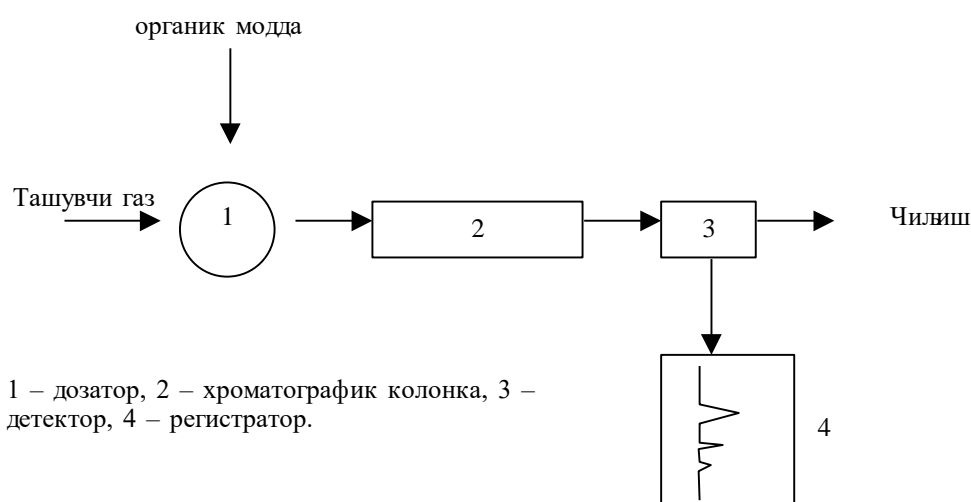 органик модда
Ташувчи газ
1
2
3
Чиқиш
1 – дозатор, 2 – хроматографик колонка, 3 –
детектор, 4 – регистратор.
4